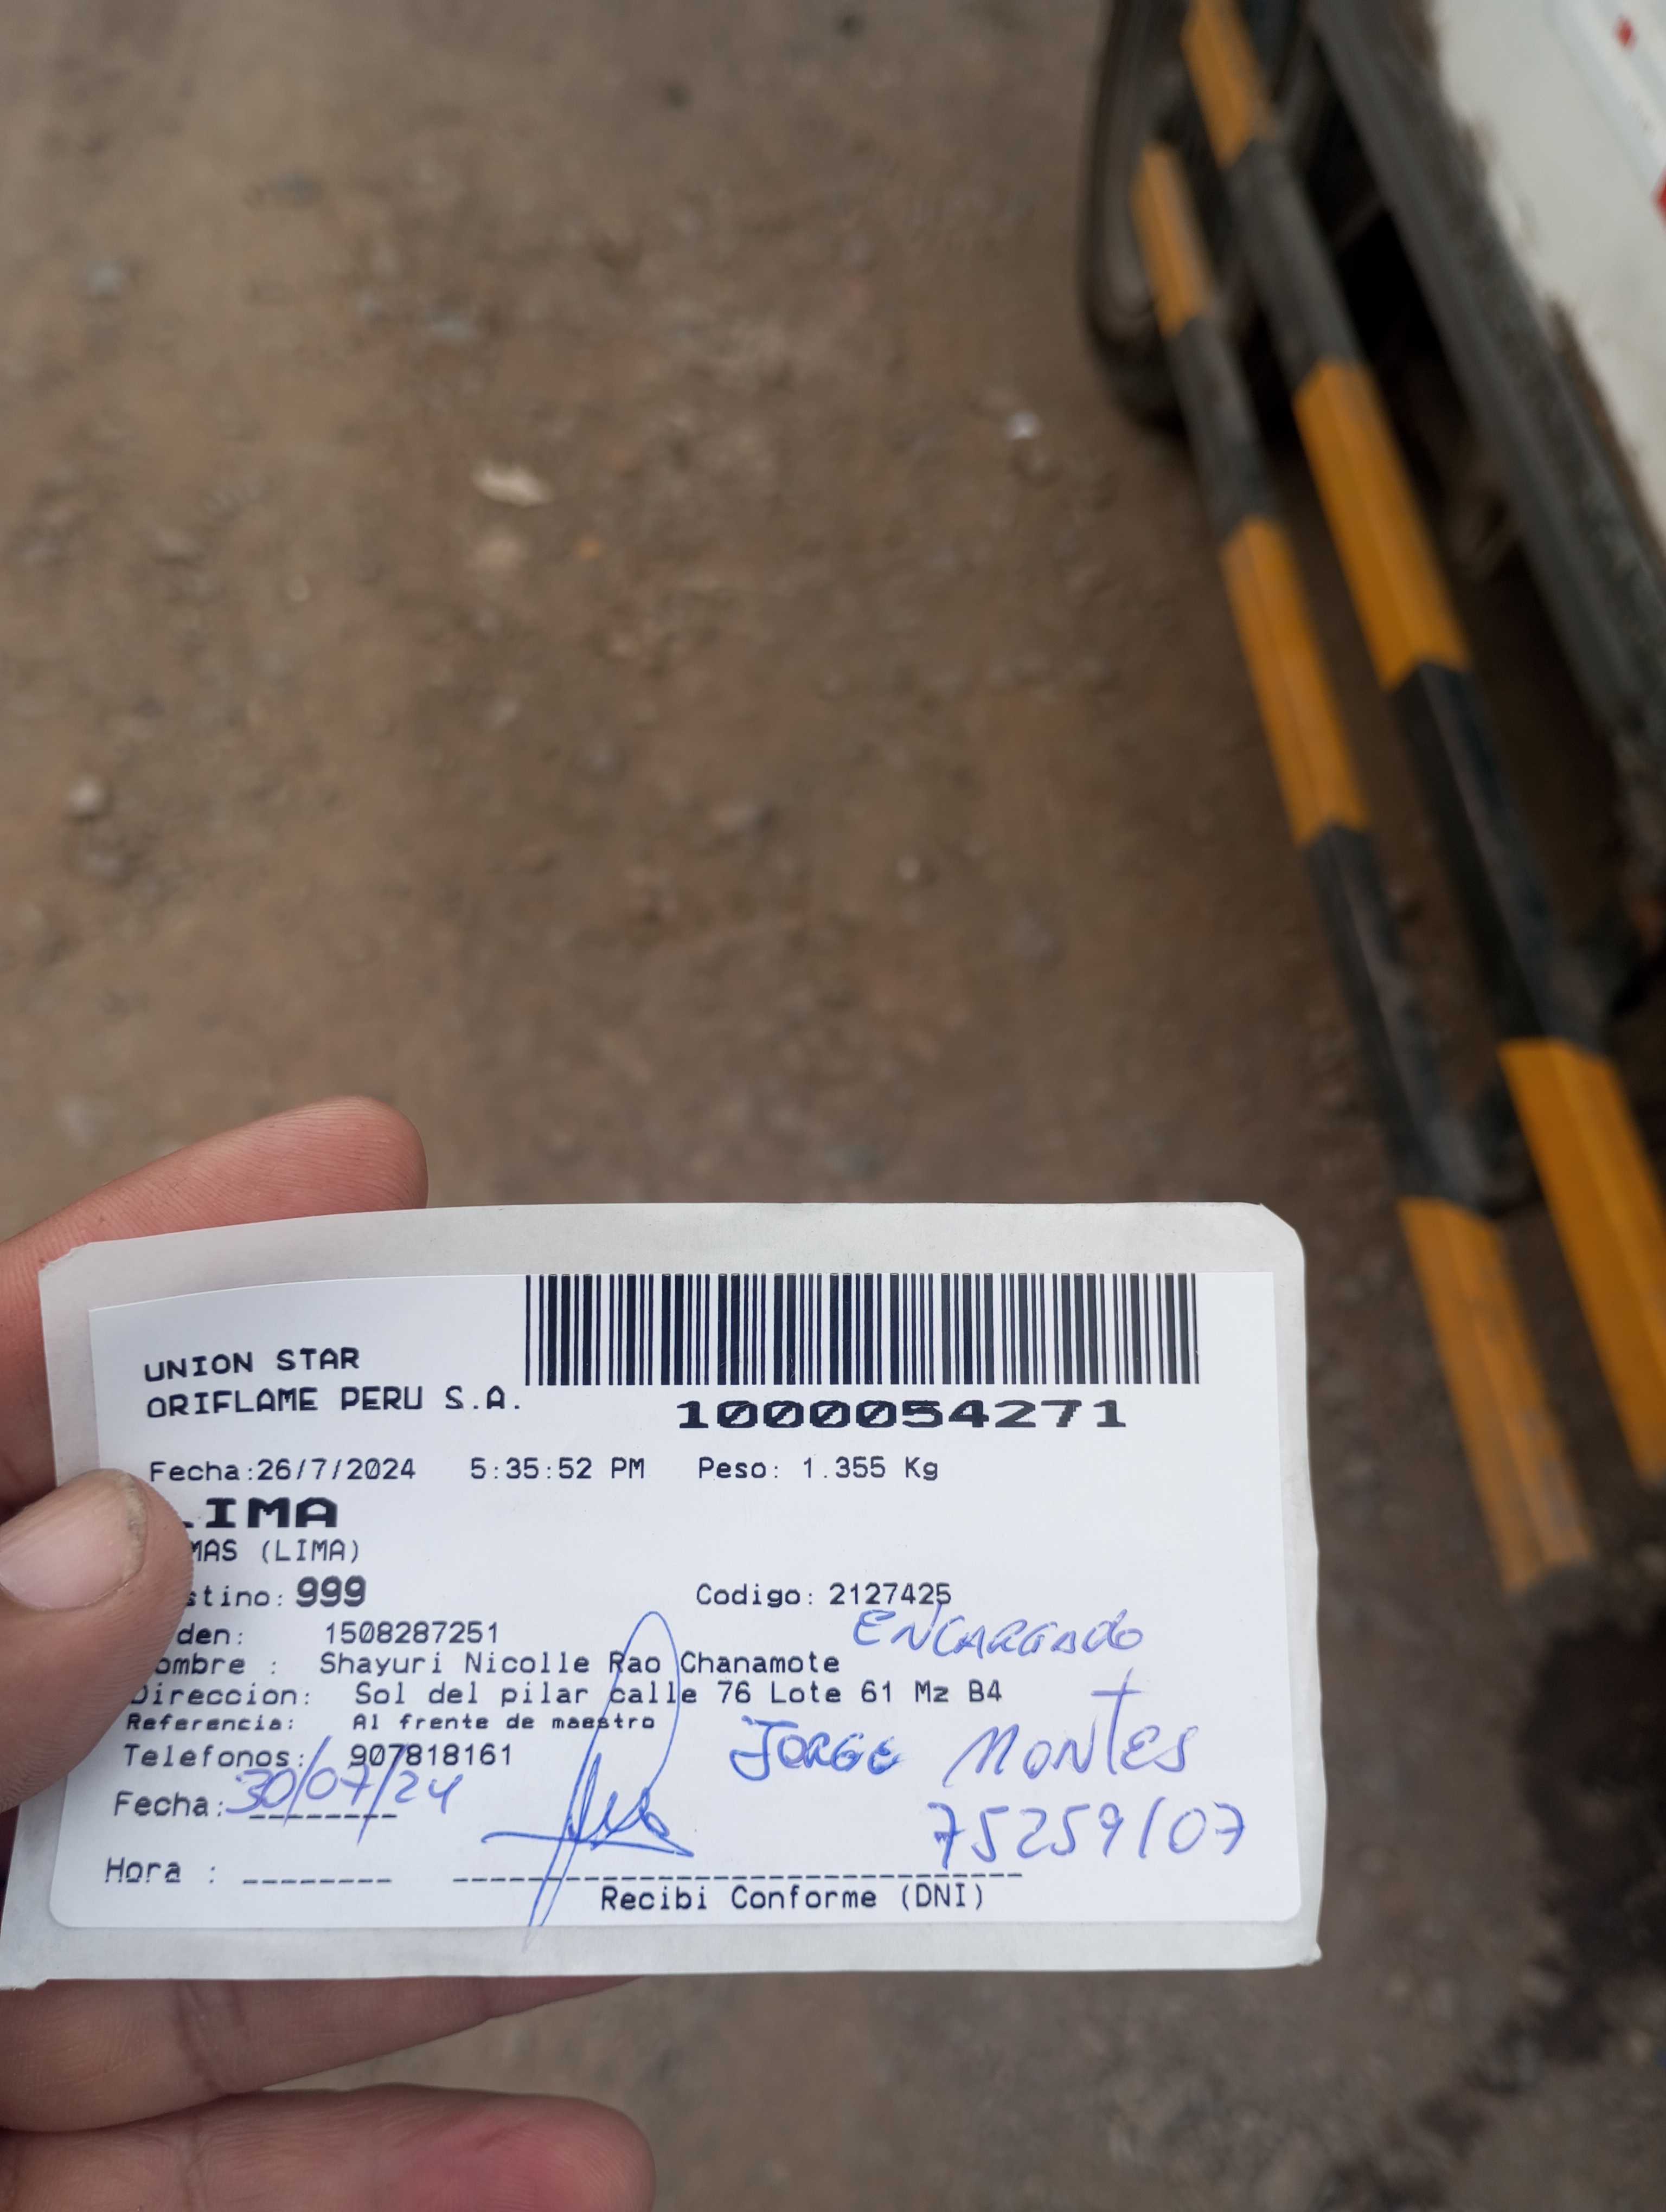 UNION STAR
ORIFLAME PERU S.A.
1000054271
Fecha:26/7/2024 5:35:52 PM Peso: 1.355 Kg
LIMA
MAS (LIMA)
stino: 999 Codigo: 2127425
den: 1508287251 ENCARGADO
ombre : Shayuri Nicolle Rao Chanamote
Direccion: Sol del pilar calle 76 Lote 61 Mz B4
Referencia: Al frente de maestro
JORGE MONTES
Telefonos: 907818161
Fecha: 30/07/24
75259107
Hora :
Recibi Conforme (DNI)